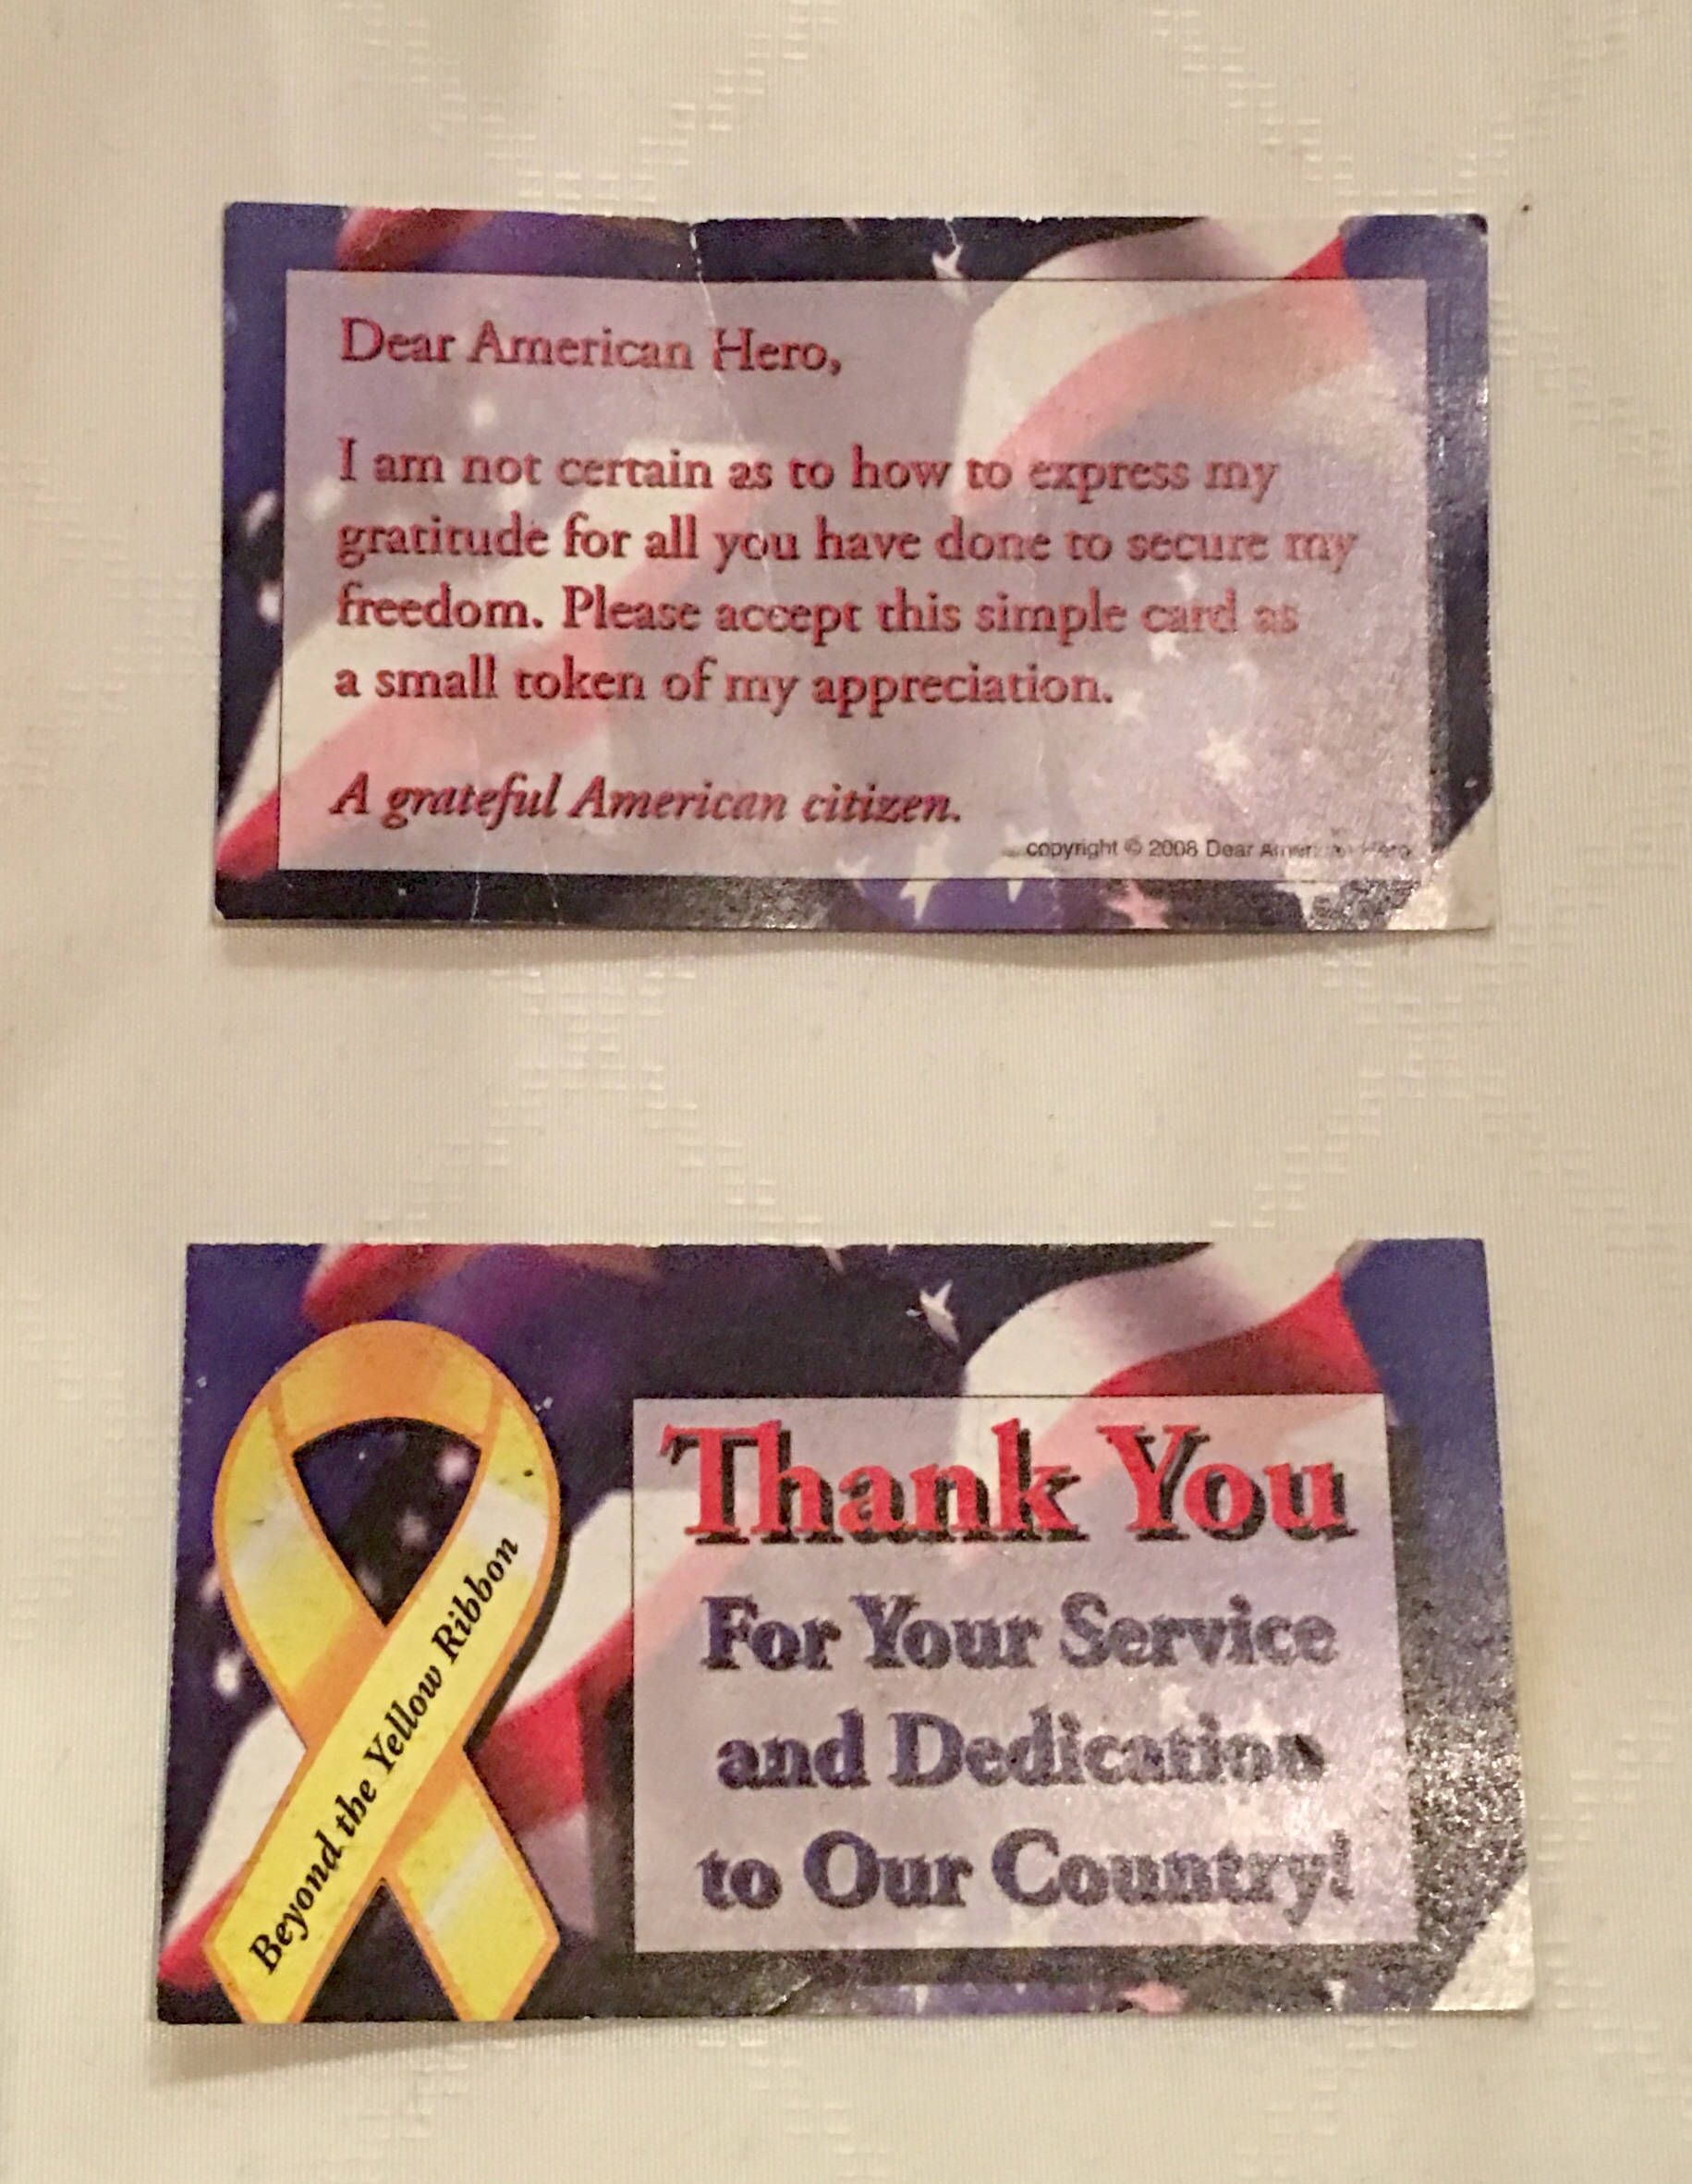 Dear American Hero,
I am not certain as to how to express my
gratitude for all you have done to secure my
freedom. Please accept this simple card as
a small token of my appreciation.
A grateful American citizen.
copyright © 2008 Dear American Hero
Beyond the Yellow Ribbon
Thank You
For Your Service
and Dedication
to Our Country!